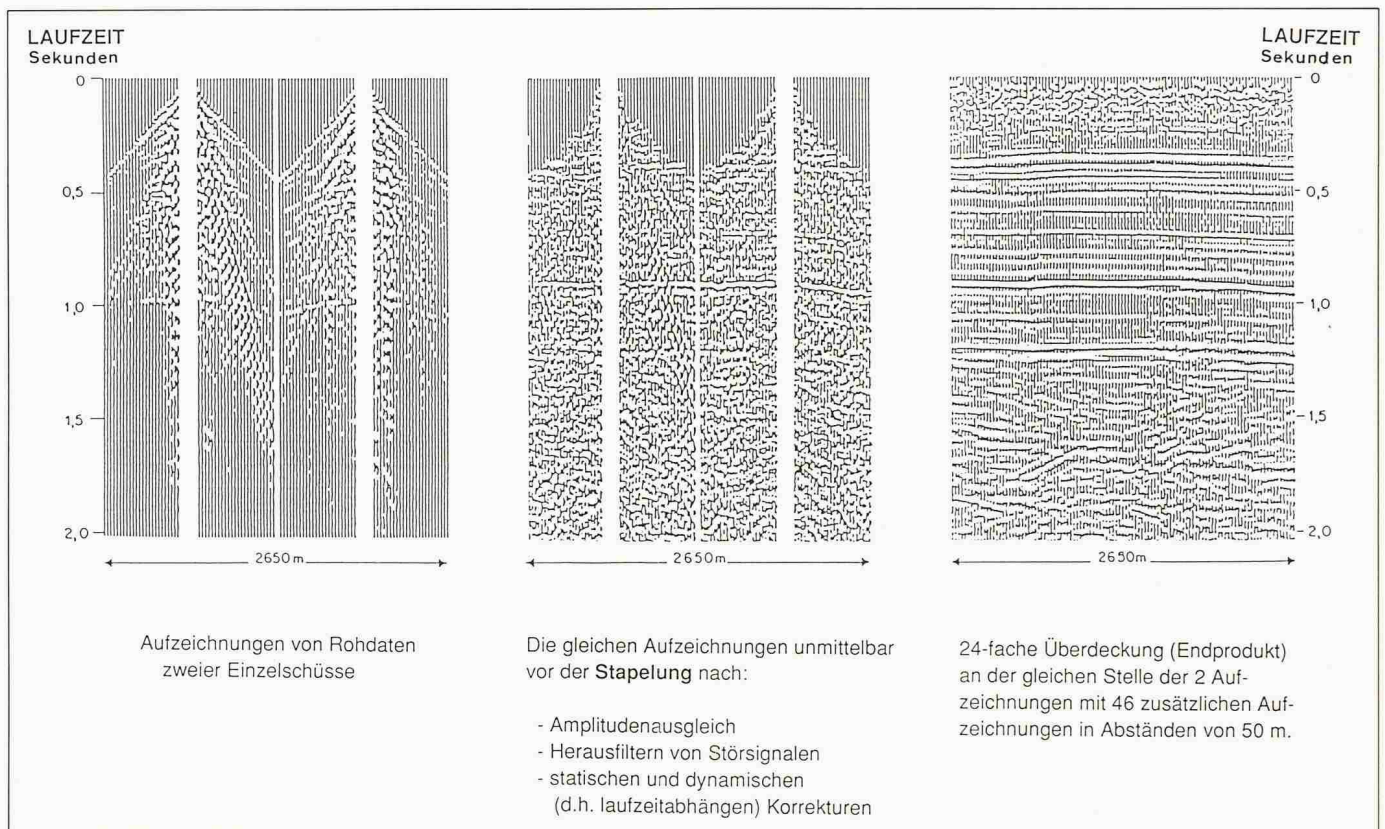 LAUFZEIT
Sekunden
LAUFZEIT
Sekunden
0
0,5
1,0
1,5
2,0
0
0,5
1,0
1,5
2,0
2650 m
2650 m
2650m
Aufzeichnungen von Rohdaten
zweier Einzelschüsse
Die gleichen Aufzeichnungen unmittelbar
vor der Stapelung nach:
- Amplitudenausgleich
- Herausfiltern von Störsignalen
- statischen und dynamischen
(d.h. laufzeitabhängen) Korrekturen
24-fache Überdeckung (Endprodukt)
an der gleichen Stelle der 2 Auf-
zeichnungen mit 46 zusätzlichen Auf-
zeichnungen in Abständen von 50 m.